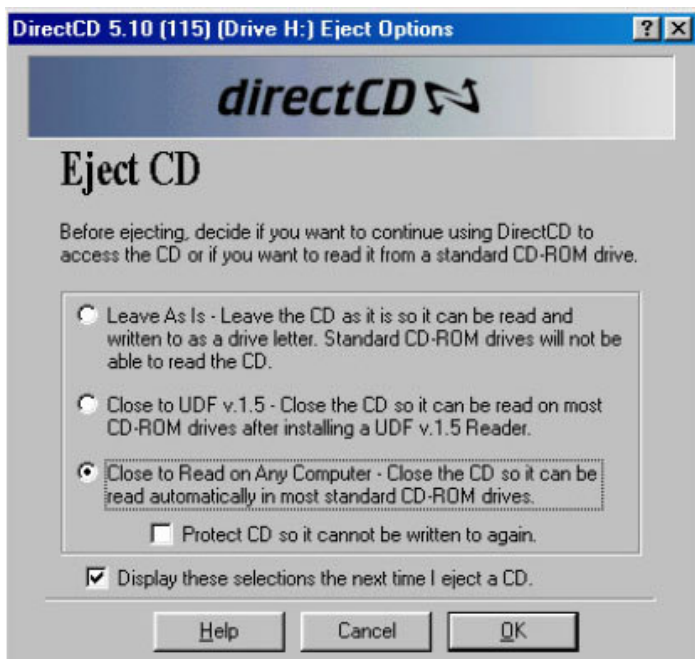 DirectCD 5.10 (115) (Drive H:) Eject Options
directCD
Eject CD
Before ejecting, decide if you want to continue using DirectCD to
access the CD or if you want to read it from a standard CD-ROM drive.
Leave As Is - Leave the CD as it is so it can be read and
written to as a drive letter. Standard CD-ROM drives will not be
able to read the CD.
Close to UDF v.1.5 - Close the CD so it can be read on most
CD-ROM drives after installing a UDF v.1.5 Reader.
Close to Read on Any Computer - Close the CD so it can be
read automatically in most standard CD-ROM drives.
Protect CD so it cannot be written to again.
Display these selections the next time I eject a CD.
Help Cancel OK